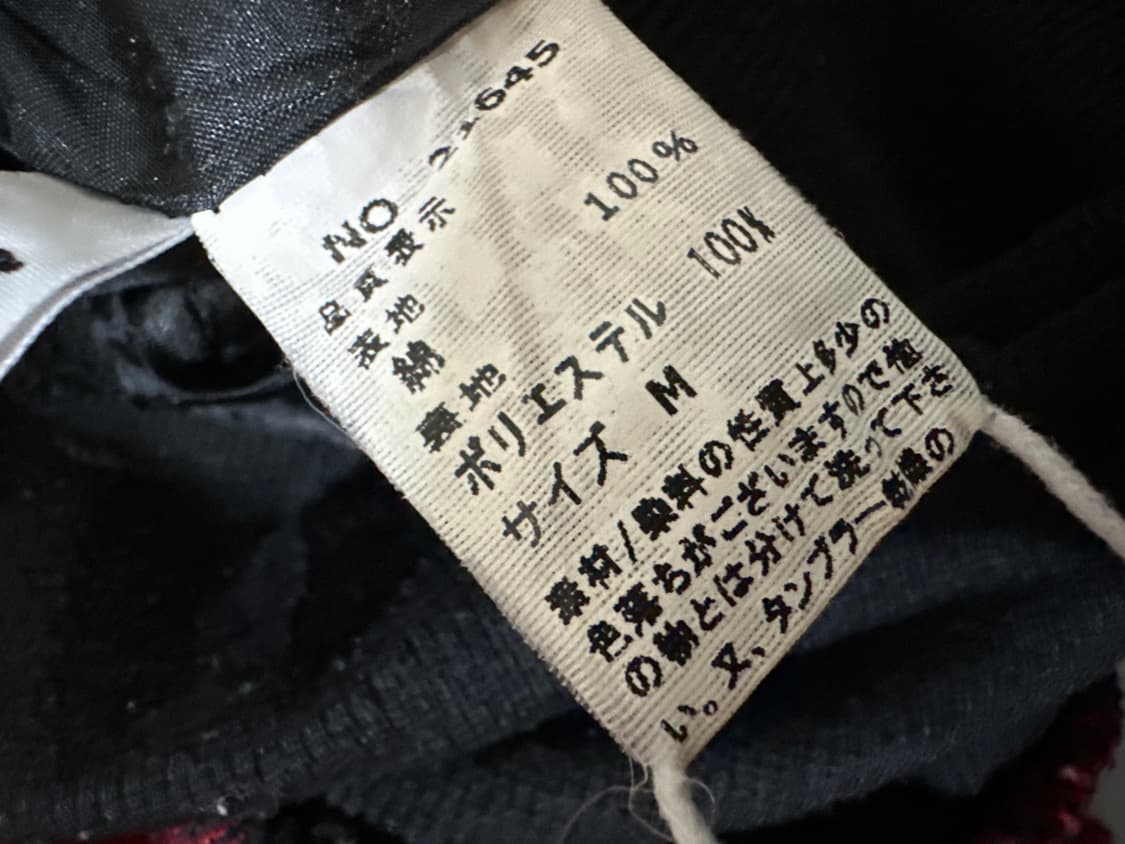 NO 21645
品質表示
表地
綿 100%
裏地
ポリエステル 100%
サイズ M
素材/染料の性質上多少の
色落ちがございますので他
の物とは分けて洗って下さ
い。又、タンブラー乾燥の